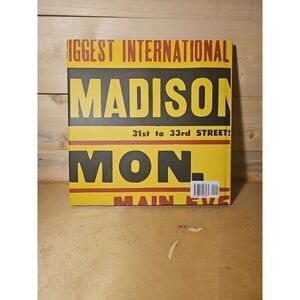 IGGEST INTERNATIONAL
MADISON
31st to 33rd STREETS
MON.
MAIN EVE